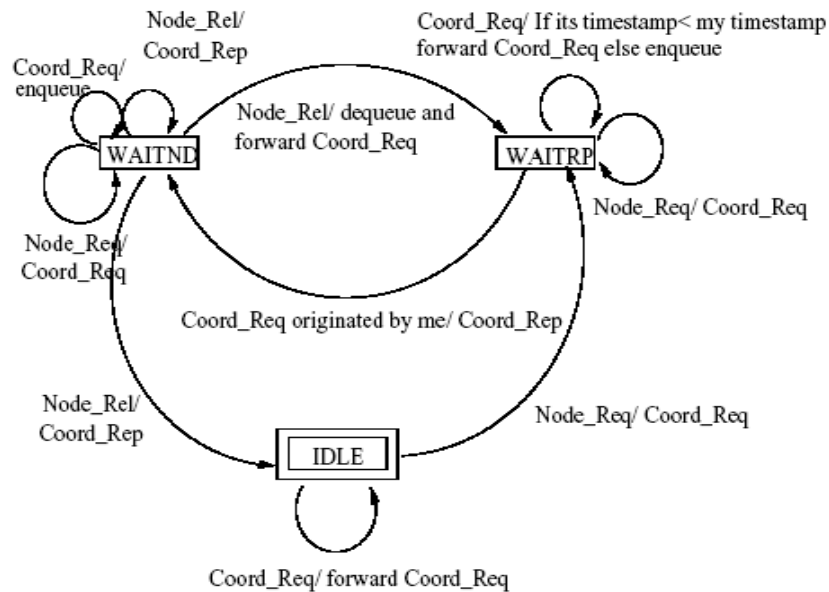 Node_Rel/
Coord_Rep
Coord_Req/ If its timestamp< my timestamp
forward Coord_Req else enqueue
Coord_Req/
enqueue
Node_Rel/ dequeue and
forward Coord_Req
WAITND
WAITRP
Node_Req/ Coord_Req
Node_Req/
Coord_Req
Coord_Req originated by me/ Coord_Rep
Node_Rel/
Coord_Rep
Node_Req/ Coord_Req
IDLE
Coord_Req/ forward Coord_Req